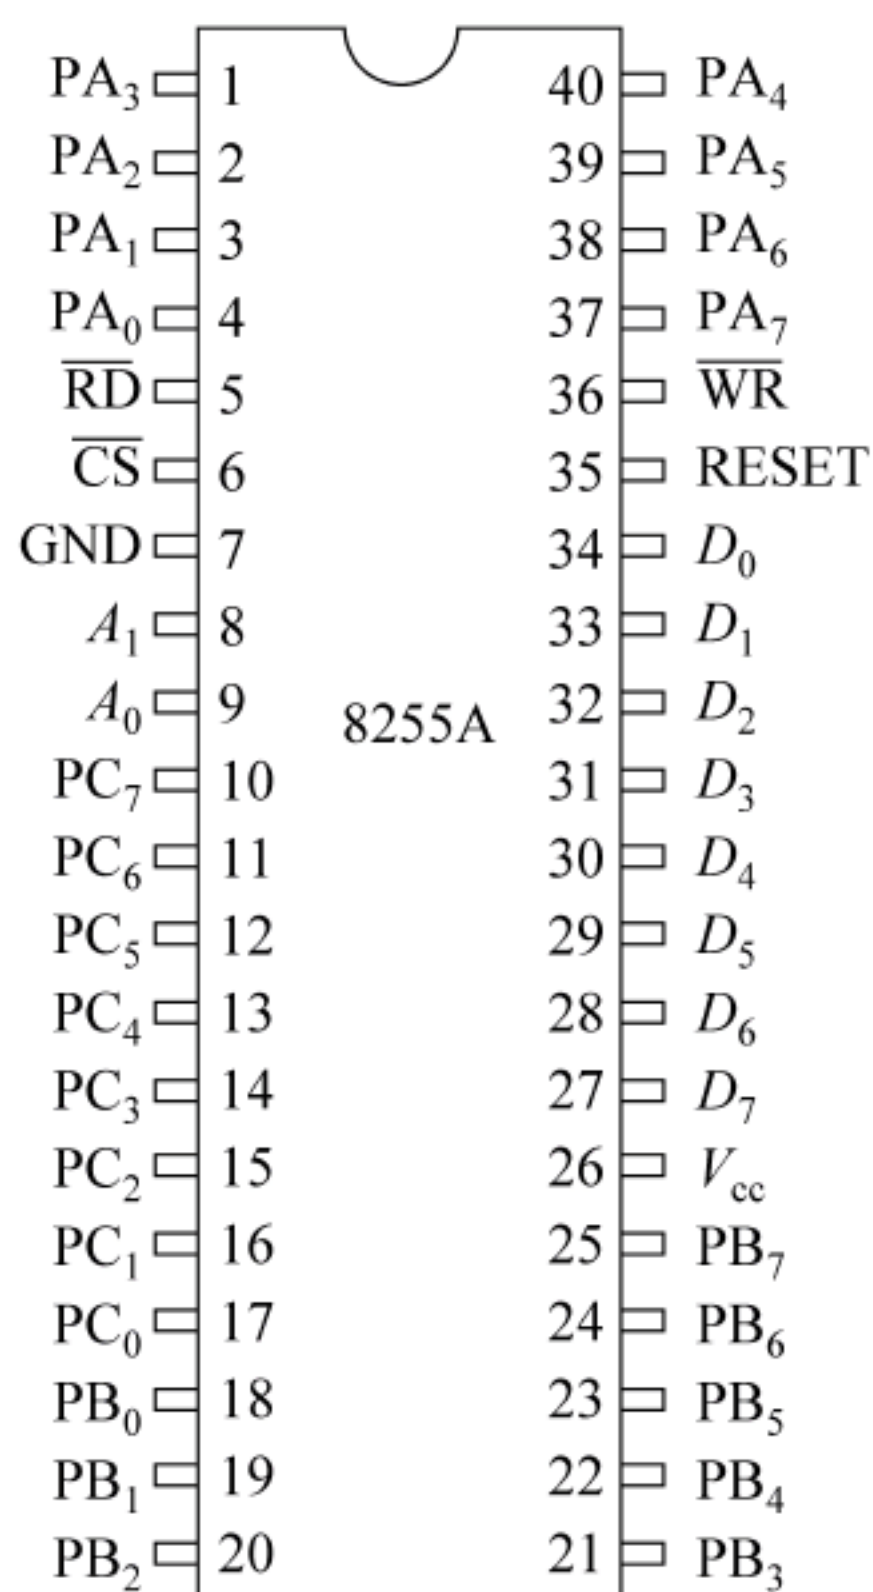 PA₃ 1 40 PA₄
PA₂ 2 39 PA₅
PA₁ 3 38 PA₆
PA₀ 4 37 PA₇
R̅D̅ 5 36 W̅R̅
C̅S̅ 6 35 RESET
GND 7 34 D₀
A₁ 8 33 D₁
A₀ 9 32 D₂
8255A
PC₇ 10 31 D₃
PC₆ 11 30 D₄
PC₅ 12 29 D₅
PC₄ 13 28 D₆
PC₃ 14 27 D₇
PC₂ 15 26 Vcc
PC₁ 16 25 PB₇
PC₀ 17 24 PB₆
PB₀ 18 23 PB₅
PB₁ 19 22 PB₄
PB₂ 20 21 PB₃